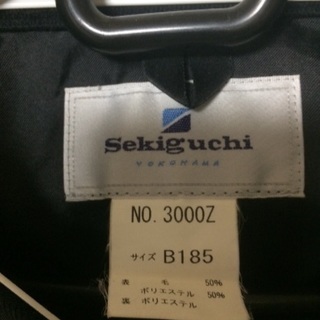 Sekiguchi
YOKOHAMA
NO. 3000Z
サイズ B185
表 毛 50%
ポリエステル 50%
裏 ポリエステル